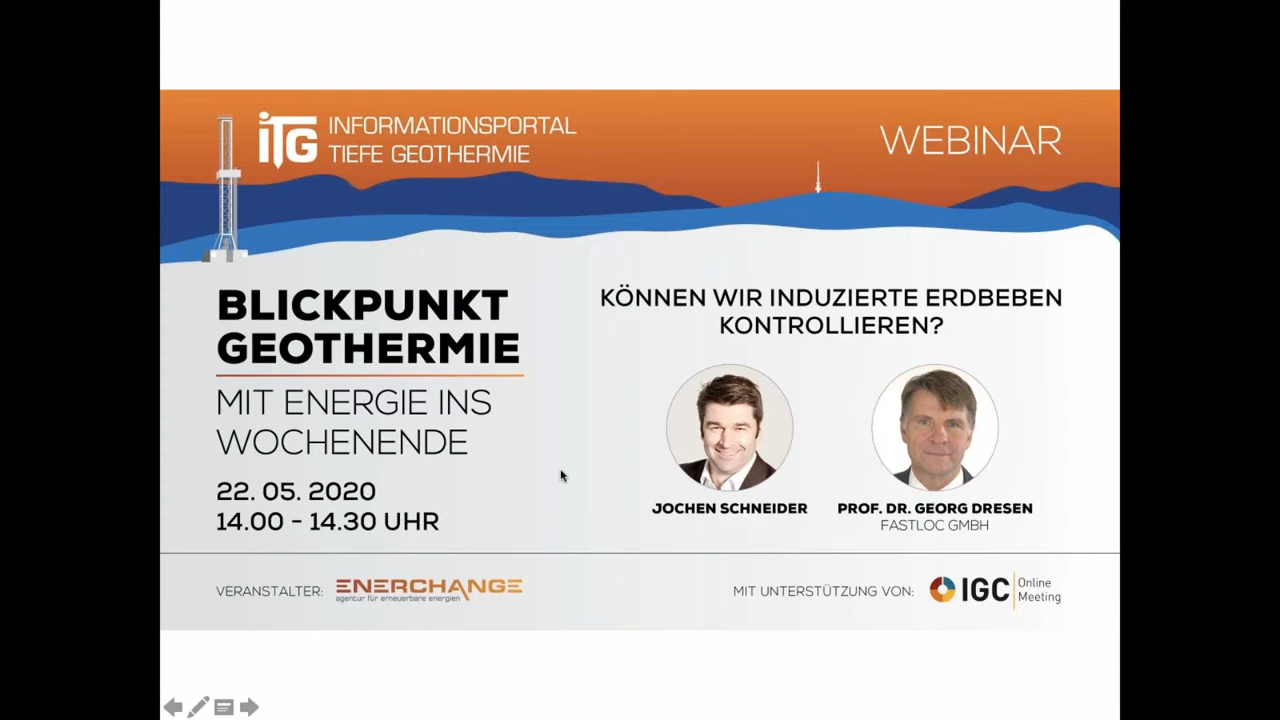 iTG INFORMATIONSPORTAL
TIEFE GEOTHERMIE
WEBINAR
BLICKPUNKT
GEOTHERMIE
MIT ENERGIE INS
WOCHENENDE
22. 05. 2020
14.00 - 14.30 UHR
KÖNNEN WIR INDUZIERTE ERDBEBEN
KONTROLLIEREN?
JOCHEN SCHNEIDER
PROF. DR. GEORG DRESEN
FASTLOC GMBH
VERANSTALTER: ENERCHANGE
agentur für erneuerbare energien
MIT UNTERSTÜTZUNG VON: IGC Online
Meeting